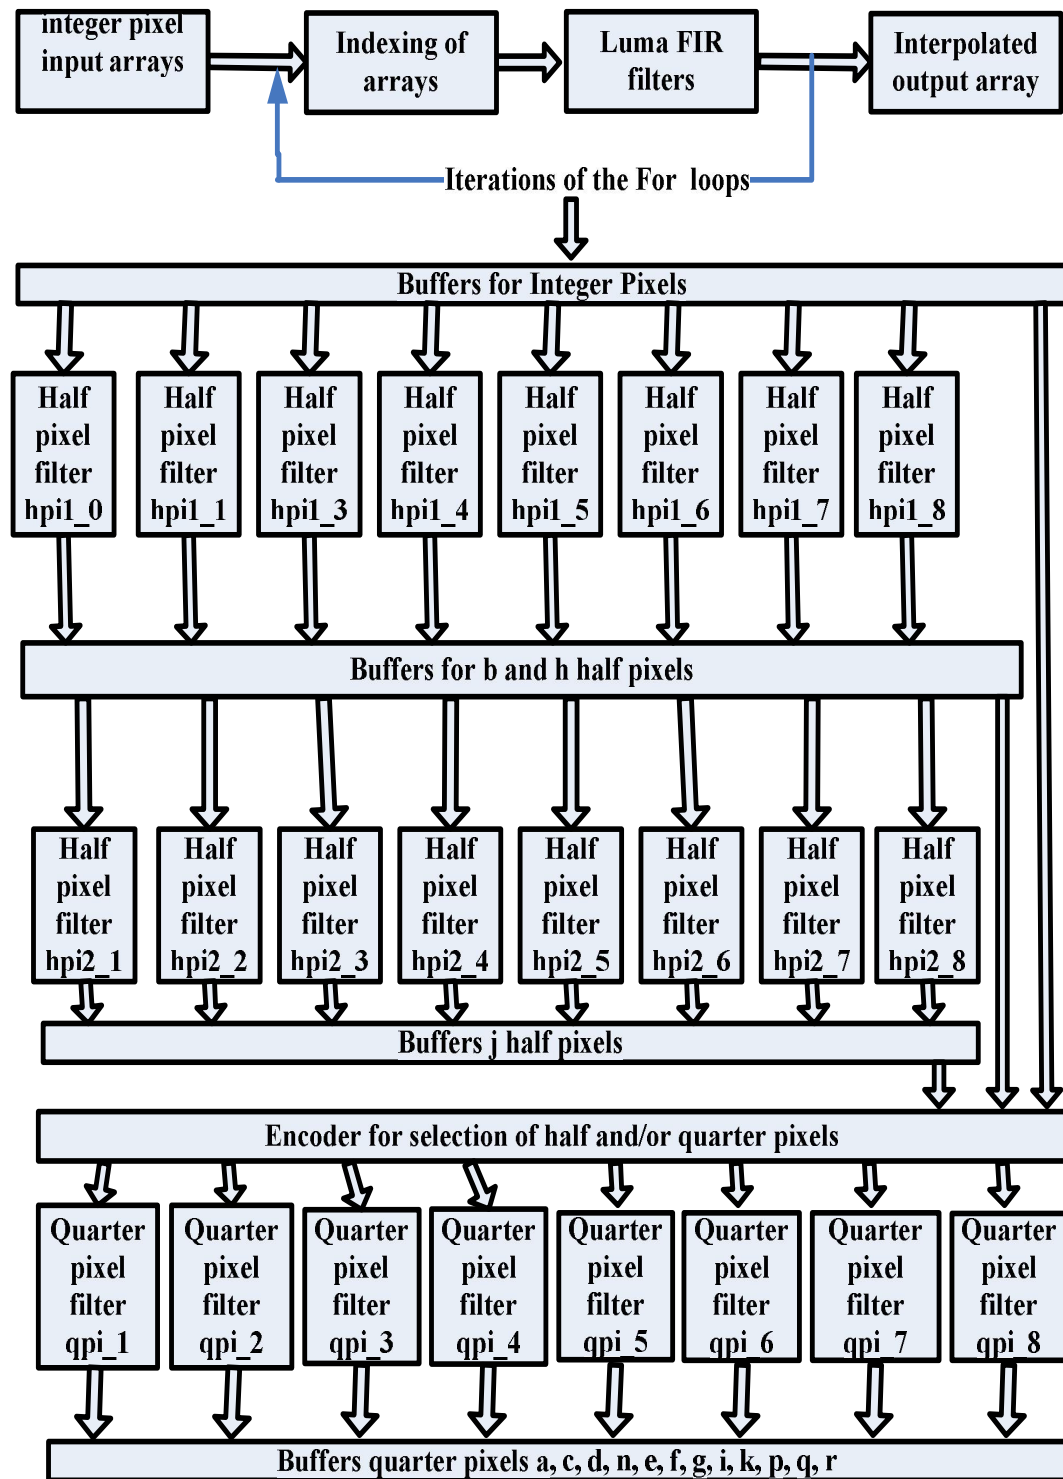 integer pixel
input arrays
Indexing of
arrays
Luma FIR
filters
Interpolated
output array
Iterations of the For loops
Buffers for Integer Pixels
Half
pixel
filter
hpi1_0
Half
pixel
filter
hpi1_1
Half
pixel
filter
hpi1_3
Half
pixel
filter
hpi1_4
Half
pixel
filter
hpi1_5
Half
pixel
filter
hpi1_6
Half
pixel
filter
hpi1_7
Half
pixel
filter
hpi1_8
Buffers for b and h half pixels
Half
pixel
filter
hpi2_1
Half
pixel
filter
hpi2_2
Half
pixel
filter
hpi2_3
Half
pixel
filter
hpi2_4
Half
pixel
filter
hpi2_5
Half
pixel
filter
hpi2_6
Half
pixel
filter
hpi2_7
Half
pixel
filter
hpi2_8
Buffers j half pixels
Encoder for selection of half and/or quarter pixels
Quarter
pixel
filter
qpi_1
Quarter
pixel
filter
qpi_2
Quarter
pixel
filter
qpi_3
Quarter
pixel
filter
qpi_4
Quarter
pixel
filter
qpi_5
Quarter
pixel
filter
qpi_6
Quarter
pixel
filter
qpi_7
Quarter
pixel
filter
qpi_8
Buffers quarter pixels a, c, d, n, e, f, g, i, k, p, q, r